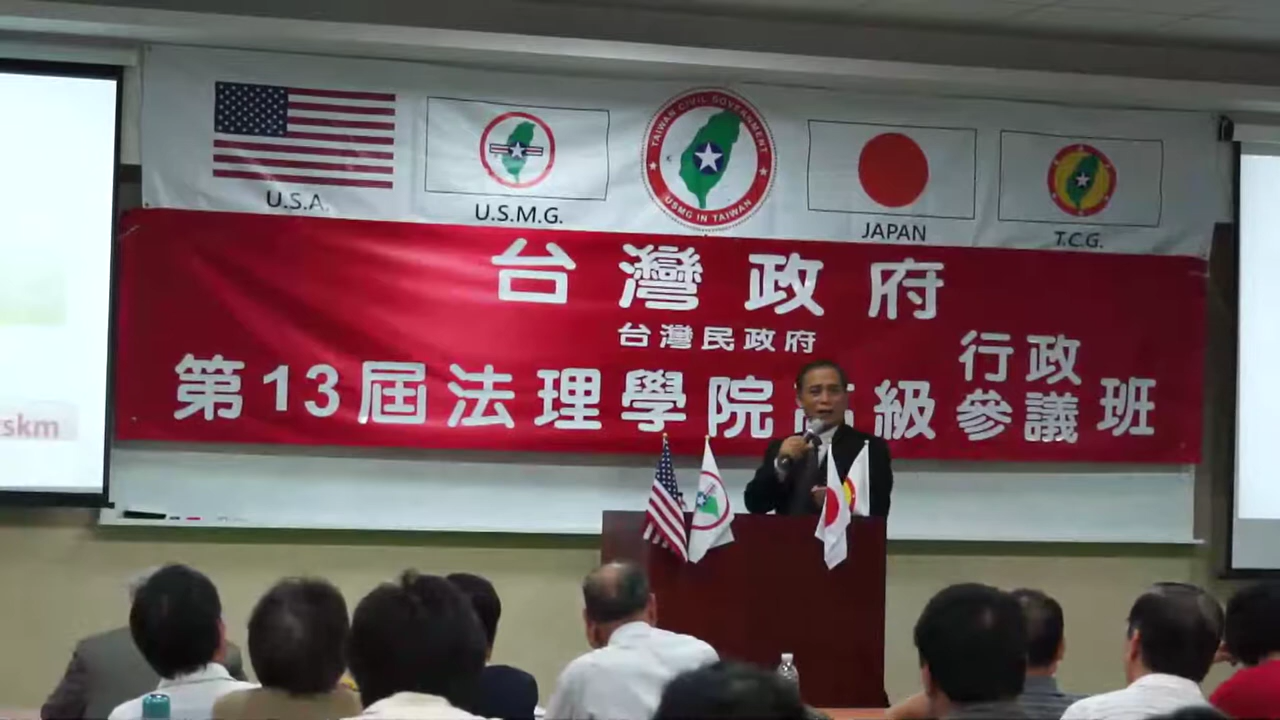 U.S.A.
U.S.M.G.
TAIWAN CIVIL GOVERNMENT
USMG IN TAIWAN
JAPAN
T.C.G.
台灣政府
台灣民政府
第13屆法理學院 級 行政 參議 班
skm